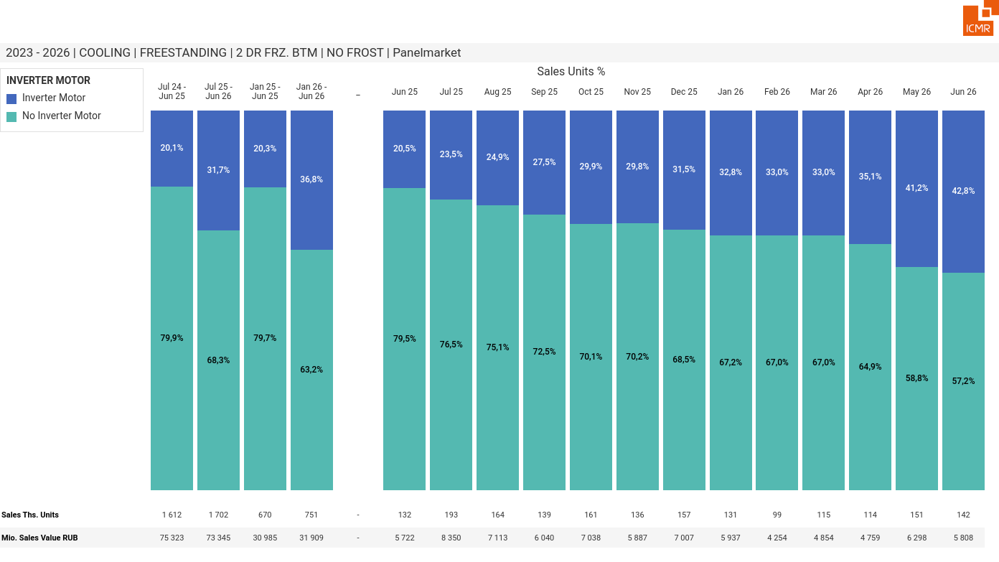 ICMR
2023 - 2026 | COOLING | FREESTANDING | 2 DR FRZ. BTM | NO FROST | Panelmarket
INVERTER MOTOR
Inverter Motor
No Inverter Motor
Sales Units %
Jul 24 - Jun 25
Jul 25 - Jun 26
Jan 25 - Jun 25
Jan 26 - Jun 26
–
Jun 25
Jul 25
Aug 25
Sep 25
Oct 25
Nov 25
Dec 25
Jan 26
Feb 26
Mar 26
Apr 26
May 26
Jun 26
20,1% 31,7% 20,3% 36,8% 20,5% 23,5% 24,9% 27,5% 29,9% 29,8% 31,5% 32,8% 33,0% 33,0% 35,1% 41,2% 42,8%
79,9% 68,3% 79,7% 63,2% 79,5% 76,5% 75,1% 72,5% 70,1% 70,2% 68,5% 67,2% 67,0% 67,0% 64,9% 58,8% 57,2%
Sales Ths. Units 1 612 1 702 670 751 - 132 193 164 139 161 136 157 131 99 115 114 151 142
Mio. Sales Value RUB 75 323 73 345 30 985 31 909 - 5 722 8 350 7 113 6 040 7 038 5 887 7 007 5 937 4 254 4 854 4 759 6 298 5 808